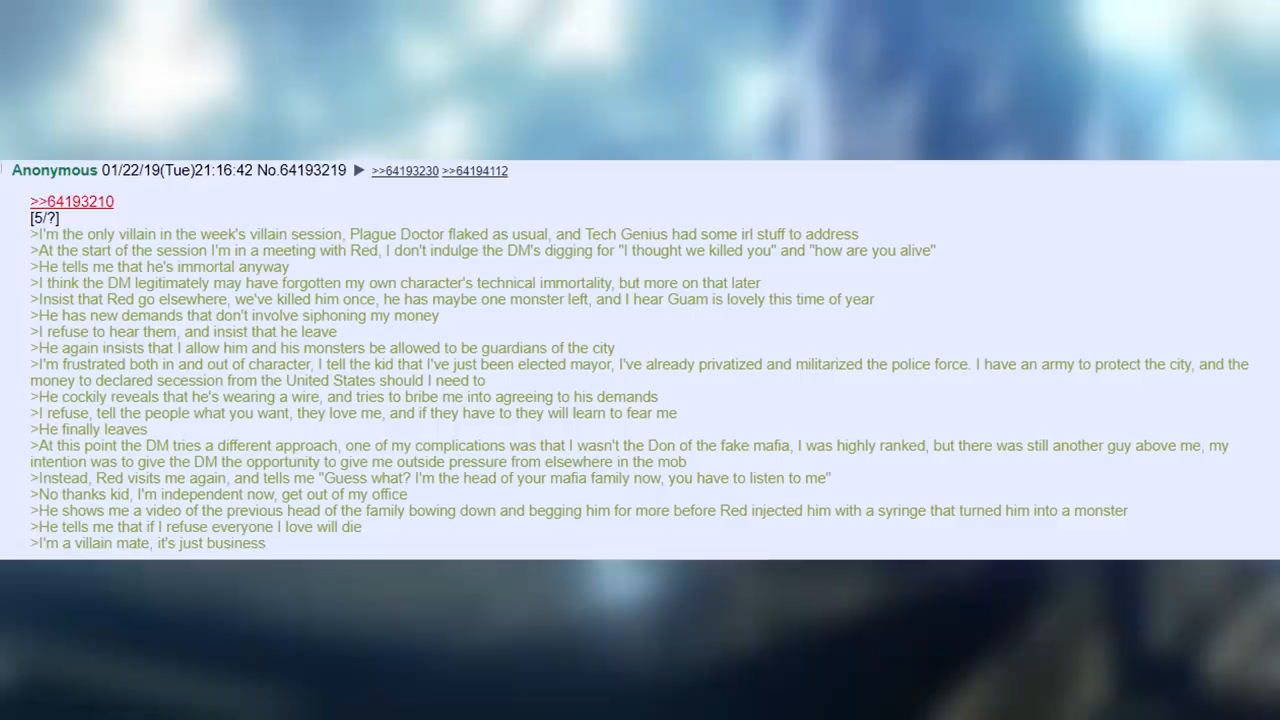 Anonymous 01/22/19(Tue)21:16:42 No.64193219 ▶ >>64193230 >>64194112
>>64193210
[5/?]
>I'm the only villain in the week's villain session, Plague Doctor flaked as usual, and Tech Genius had some irl stuff to address
>At the start of the session I'm in a meeting with Red, I don't indulge the DM's digging for "I thought we killed you" and "how are you alive"
>He tells me that he's immortal anyway
>I think the DM legitimately may have forgotten my own character's technical immortality, but more on that later
>Insist that Red go elsewhere, we've killed him once, he has maybe one monster left, and I hear Guam is lovely this time of year
>He has new demands that don't involve siphoning my money
>I refuse to hear them, and insist that he leave
>He again insists that I allow him and his monsters be allowed to be guardians of the city
>I'm frustrated both in and out of character, I tell the kid that I've just been elected mayor, I've already privatized and militarized the police force. I have an army to protect the city, and the
money to declared secession from the United States should I need to
>He cockily reveals that he's wearing a wire, and tries to bribe me into agreeing to his demands
>I refuse, tell the people what you want, they love me, and if they have to they will learn to fear me
>He finally leaves
>At this point the DM tries a different approach, one of my complications was that I wasn't the Don of the fake mafia, I was highly ranked, but there was still another guy above me, my
intention was to give the DM the opportunity to give me outside pressure from elsewhere in the mob
>Instead, Red visits me again, and tells me "Guess what? I'm the head of your mafia family now, you have to listen to me"
>No thanks kid, I'm independent now, get out of my office
>He shows me a video of the previous head of the family bowing down and begging him for more before Red injected him with a syringe that turned him into a monster
>He tells me that if I refuse everyone I love will die
>I'm a villain mate, it's just business